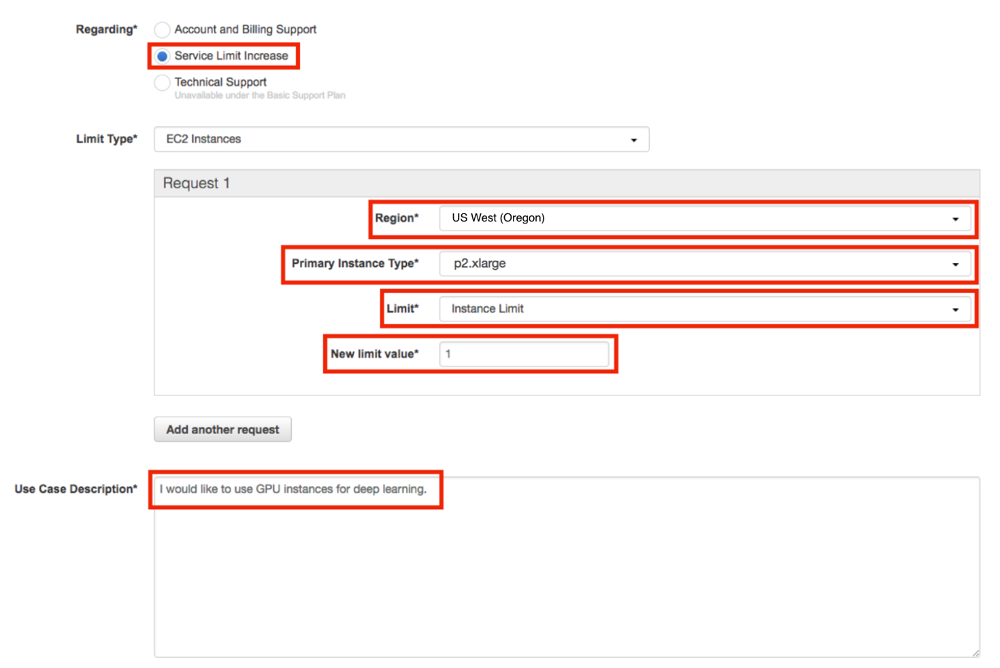 Regarding*
Account and Billing Support
Service Limit Increase
Technical Support
Unavailable under the Basic Support Plan
Limit Type*
EC2 Instances
Request 1
Region*
US West (Oregon)
Primary Instance Type*
p2.xlarge
Limit*
Instance Limit
New limit value*
1
Add another request
Use Case Description*
I would like to use GPU instances for deep learning.